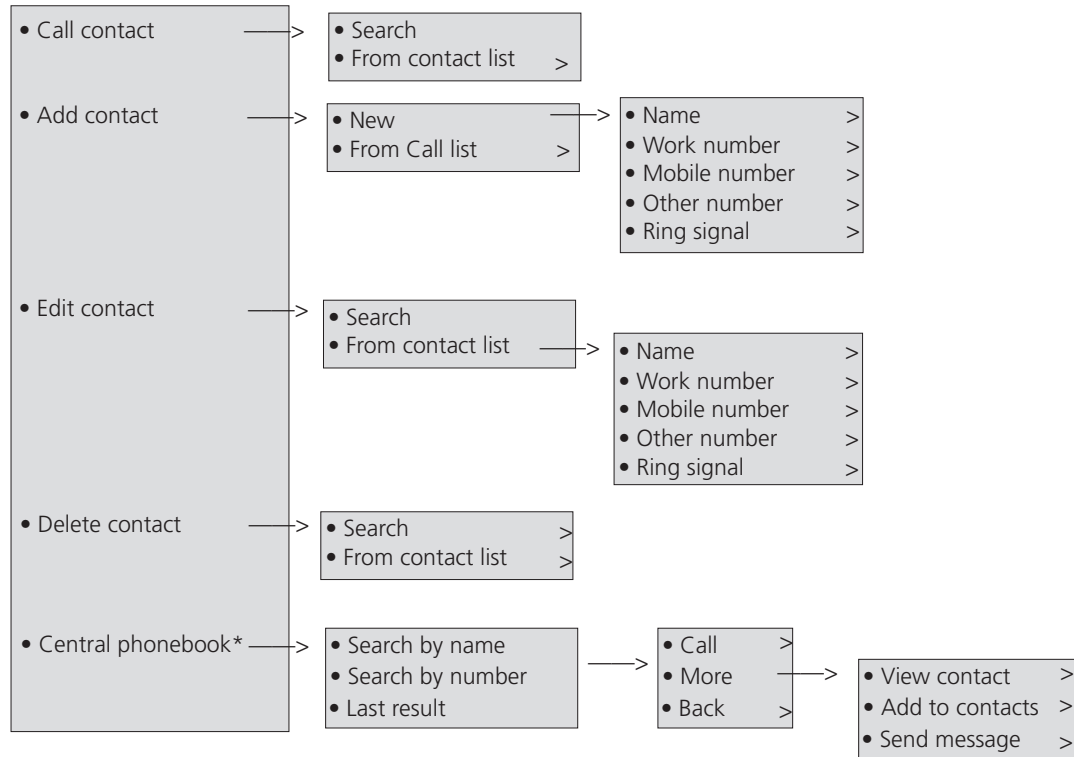 • Call contact ——>
• Search
• From contact list >
• Add contact ——>
• New ——>
• From Call list >
• Name >
• Work number >
• Mobile number >
• Other number >
• Ring signal >
• Edit contact ——>
• Search
• From contact list ——>
• Name >
• Work number >
• Mobile number >
• Other number >
• Ring signal >
• Delete contact ——>
• Search >
• From contact list >
• Central phonebook* ——>
• Search by name
• Search by number ——>
• Last result
• Call >
• More ——>
• Back >
• View contact >
• Add to contacts >
• Send message >